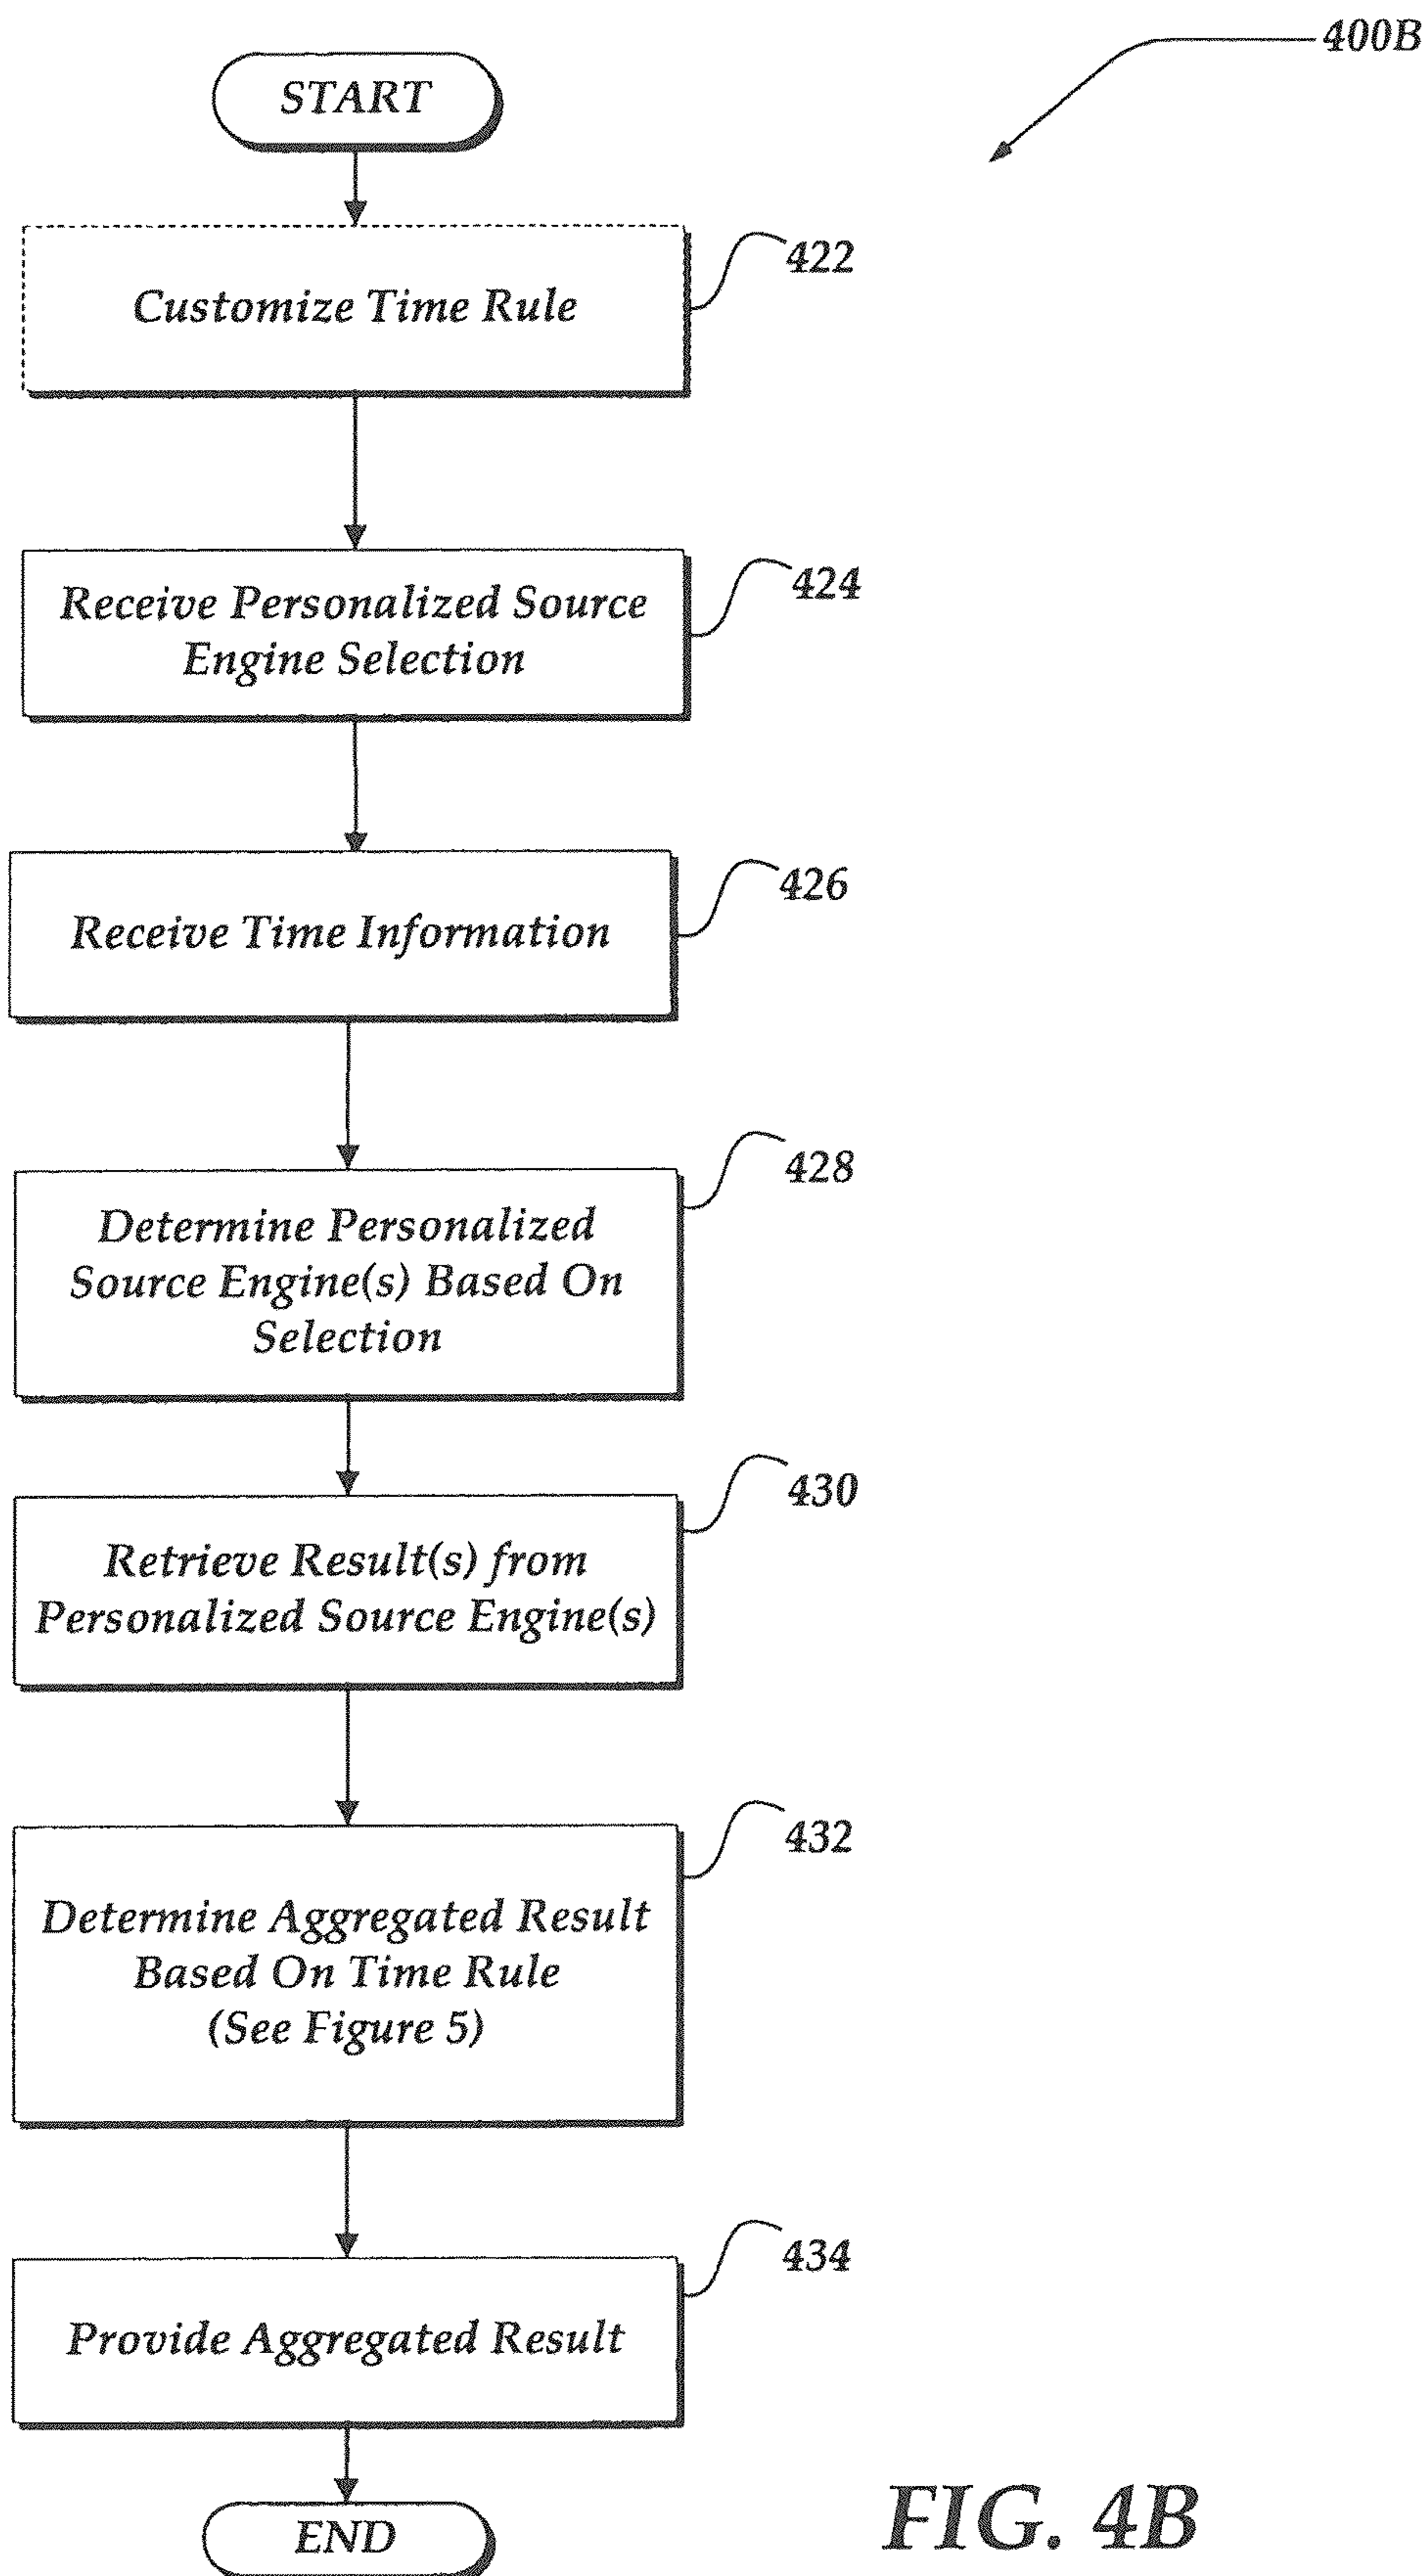 400B
START
Customize Time Rule
422
Receive Personalized Source
Engine Selection
424
Receive Time Information
426
Determine Personalized
Source Engine(s) Based On
Selection
428
Retrieve Result(s) from
Personalized Source Engine(s)
430
Determine Aggregated Result
Based On Time Rule
(See Figure 5)
432
Provide Aggregated Result
434
END
FIG. 4B